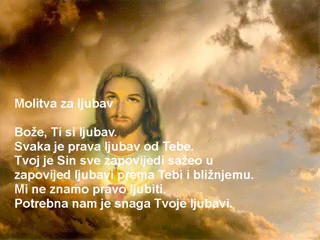 Molitva za ljubav
Bože, Ti si ljubav.
Svaka je prava ljubav od Tebe.
Tvoj je Sin sve zapovijedi sažeo u
zapovijed ljubavi prema Tebi i bližnjemu.
Mi ne znamo pravo ljubiti.
Potrebna nam je snaga Tvoje ljubavi.